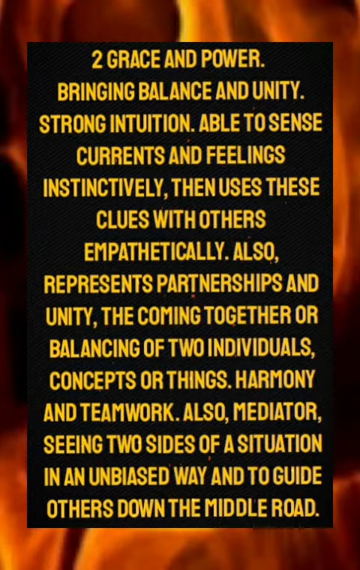 2 GRACE AND POWER.
BRINGING BALANCE AND UNITY.
STRONG INTUITION. ABLE TO SENSE
CURRENTS AND FEELINGS
INSTINCTIVELY, THEN USES THESE
CLUES WITH OTHERS
EMPATHETICALLY. ALSO,
REPRESENTS PARTNERSHIPS AND
UNITY, THE COMING TOGETHER OR
BALANCING OF TWO INDIVIDUALS,
CONCEPTS OR THINGS. HARMONY
AND TEAMWORK. ALSO, MEDIATOR,
SEEING TWO SIDES OF A SITUATION
IN AN UNBIASED WAY AND TO GUIDE
OTHERS DOWN THE MIDDLE ROAD.